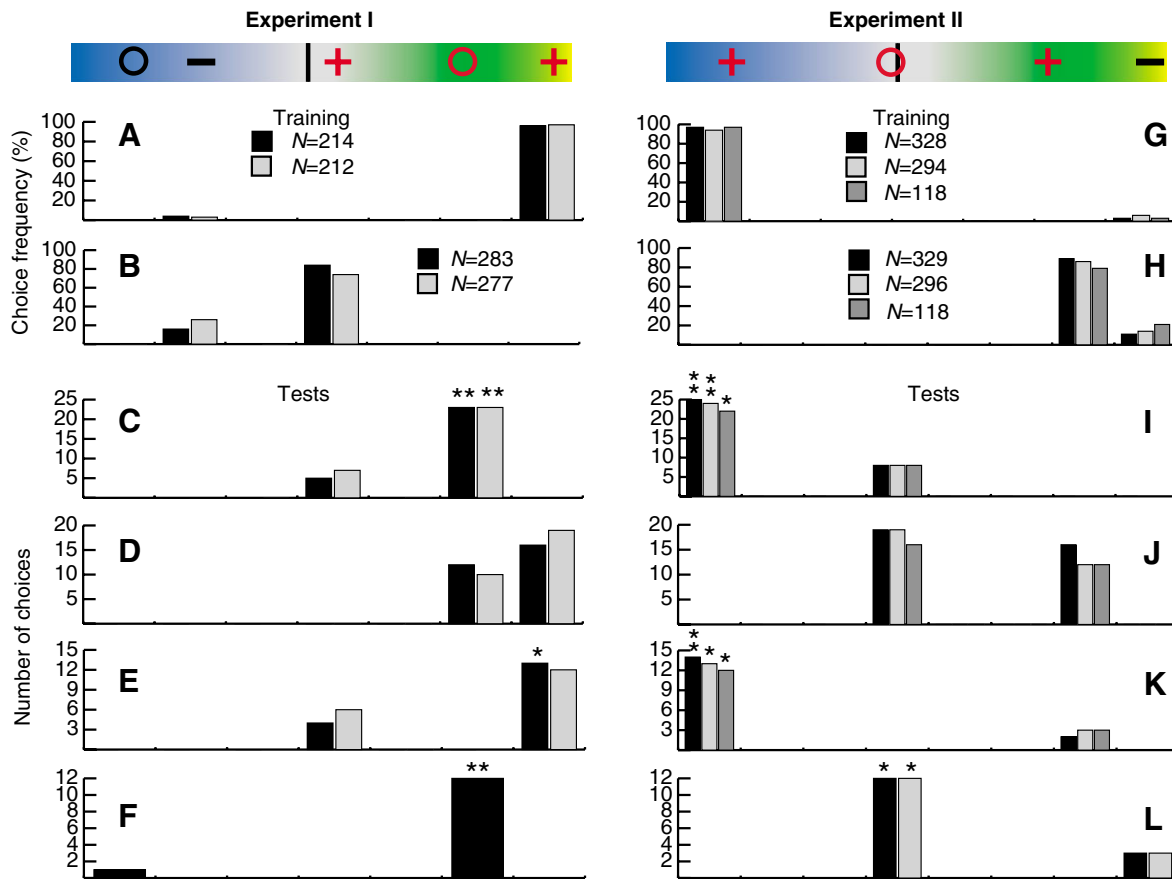 Experiment I
Experiment II
Choice frequency (%)
Number of choices
A
Training
N=214
N=212
100
80
60
40
20
B
N=283
N=277
100
80
60
40
20
C
Tests
** **
25
20
15
10
5
D
20
15
10
5
E
*
15
12
9
6
3
F
**
12
10
8
6
4
2
G
Training
N=328
N=294
N=118
100
80
60
40
20
H
N=329
N=296
N=118
100
80
60
40
20
I
Tests
** ** *
25
20
15
10
5
J
20
15
10
5
K
** * *
15
12
9
6
3
L
* *
12
10
8
6
4
2